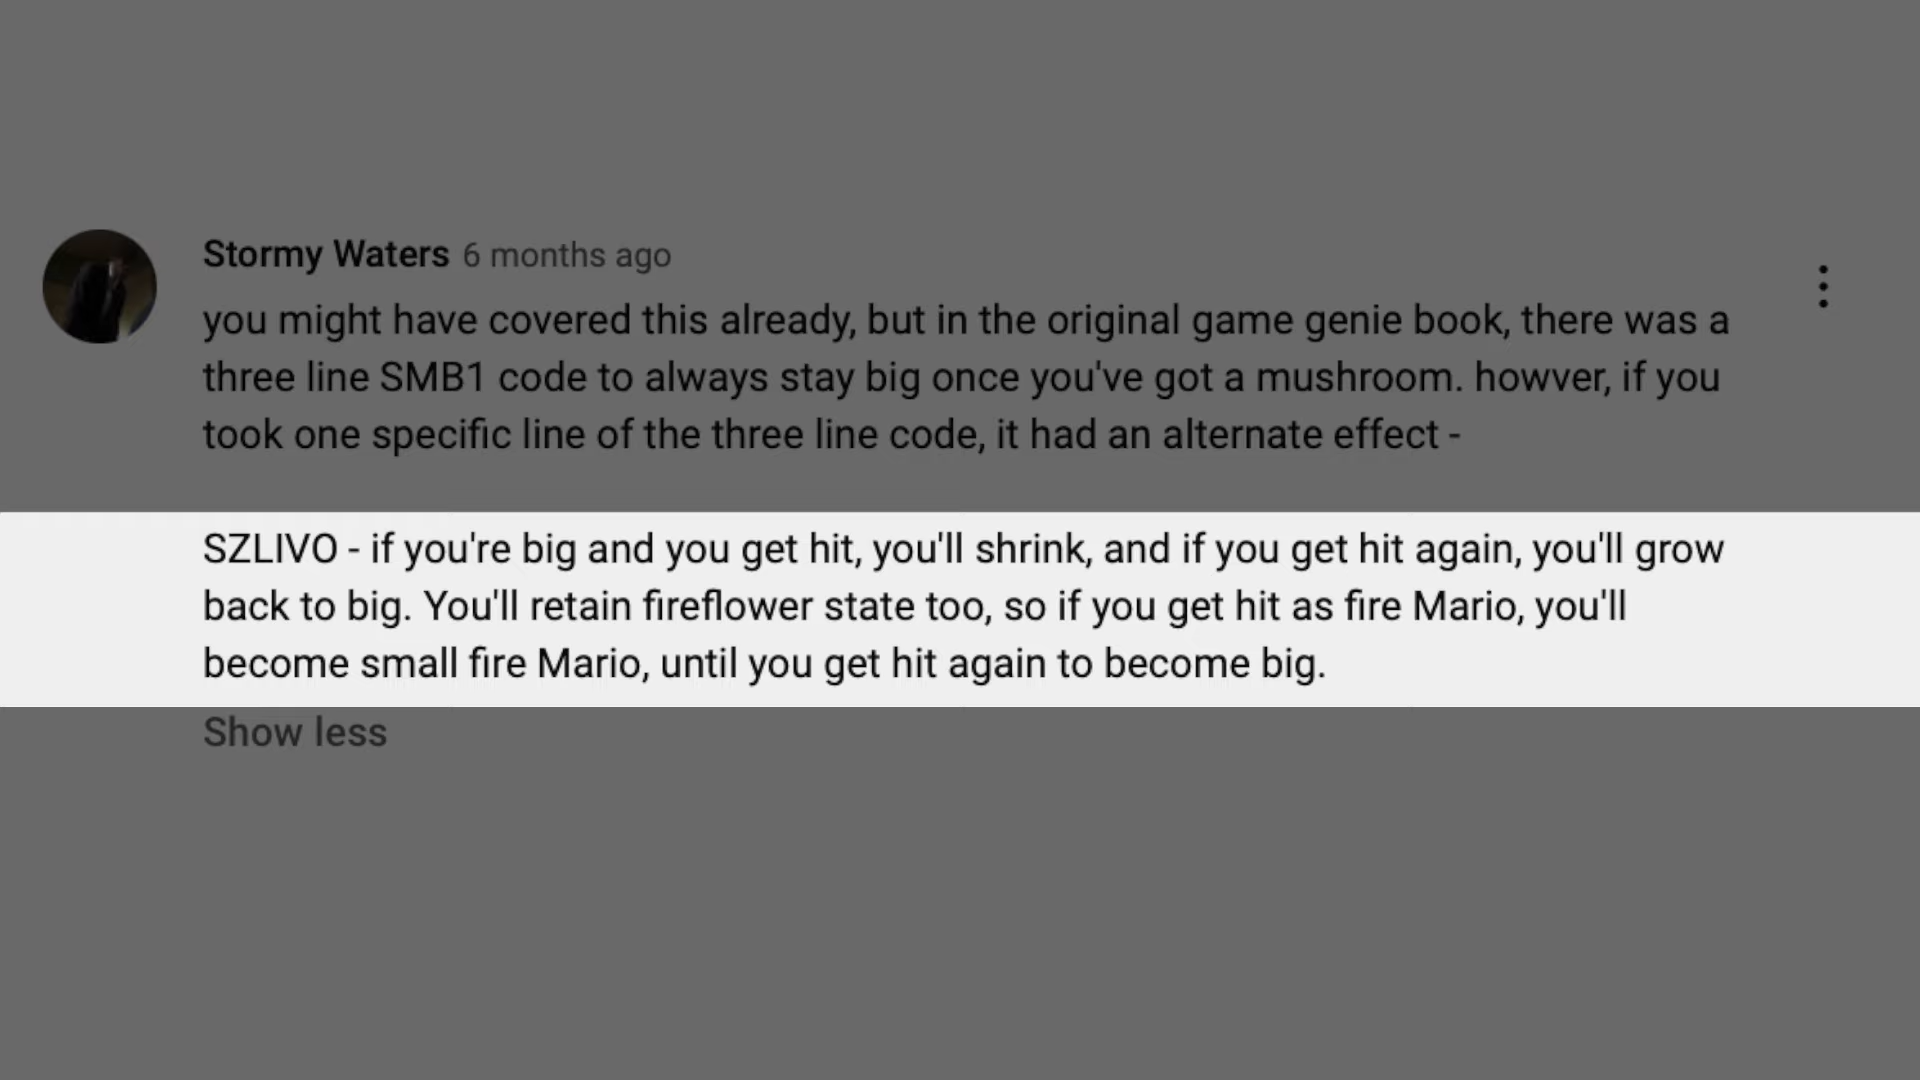 Stormy Waters 6 months ago
you might have covered this already, but in the original game genie book, there was a
three line SMB1 code to always stay big once you've got a mushroom. howver, if you
took one specific line of the three line code, it had an alternate effect -
SZLIVO - if you're big and you get hit, you'll shrink, and if you get hit again, you'll grow
back to big. You'll retain fireflower state too, so if you get hit as fire Mario, you'll
become small fire Mario, until you get hit again to become big.
Show less